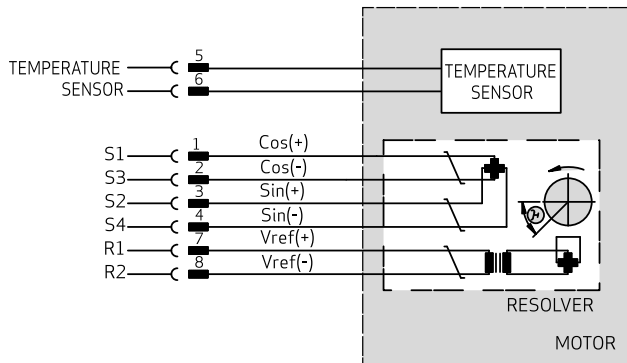 TEMPERATURE
SENSOR
5
6
TEMPERATURE
SENSOR
S1 1 Cos(+)
S3 2 Cos(-)
S2 3 Sin(+)
S4 4 Sin(-)
R1 7 Vref(+)
R2 8 Vref(-)
RESOLVER
MOTOR